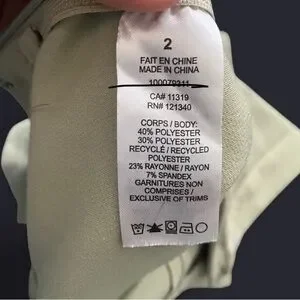 2
FAIT EN CHINE
MADE IN CHINA
100079311
CA# 11319
RN# 121340
CORPS / BODY:
40% POLYESTER
30% POLYESTER
RECYCLÉ / RECYCLED
POLYESTER
23% RAYONNE / RAYON
7% SPANDEX
GARNITURES NON
COMPRISES /
EXCLUSIVE OF TRIMS